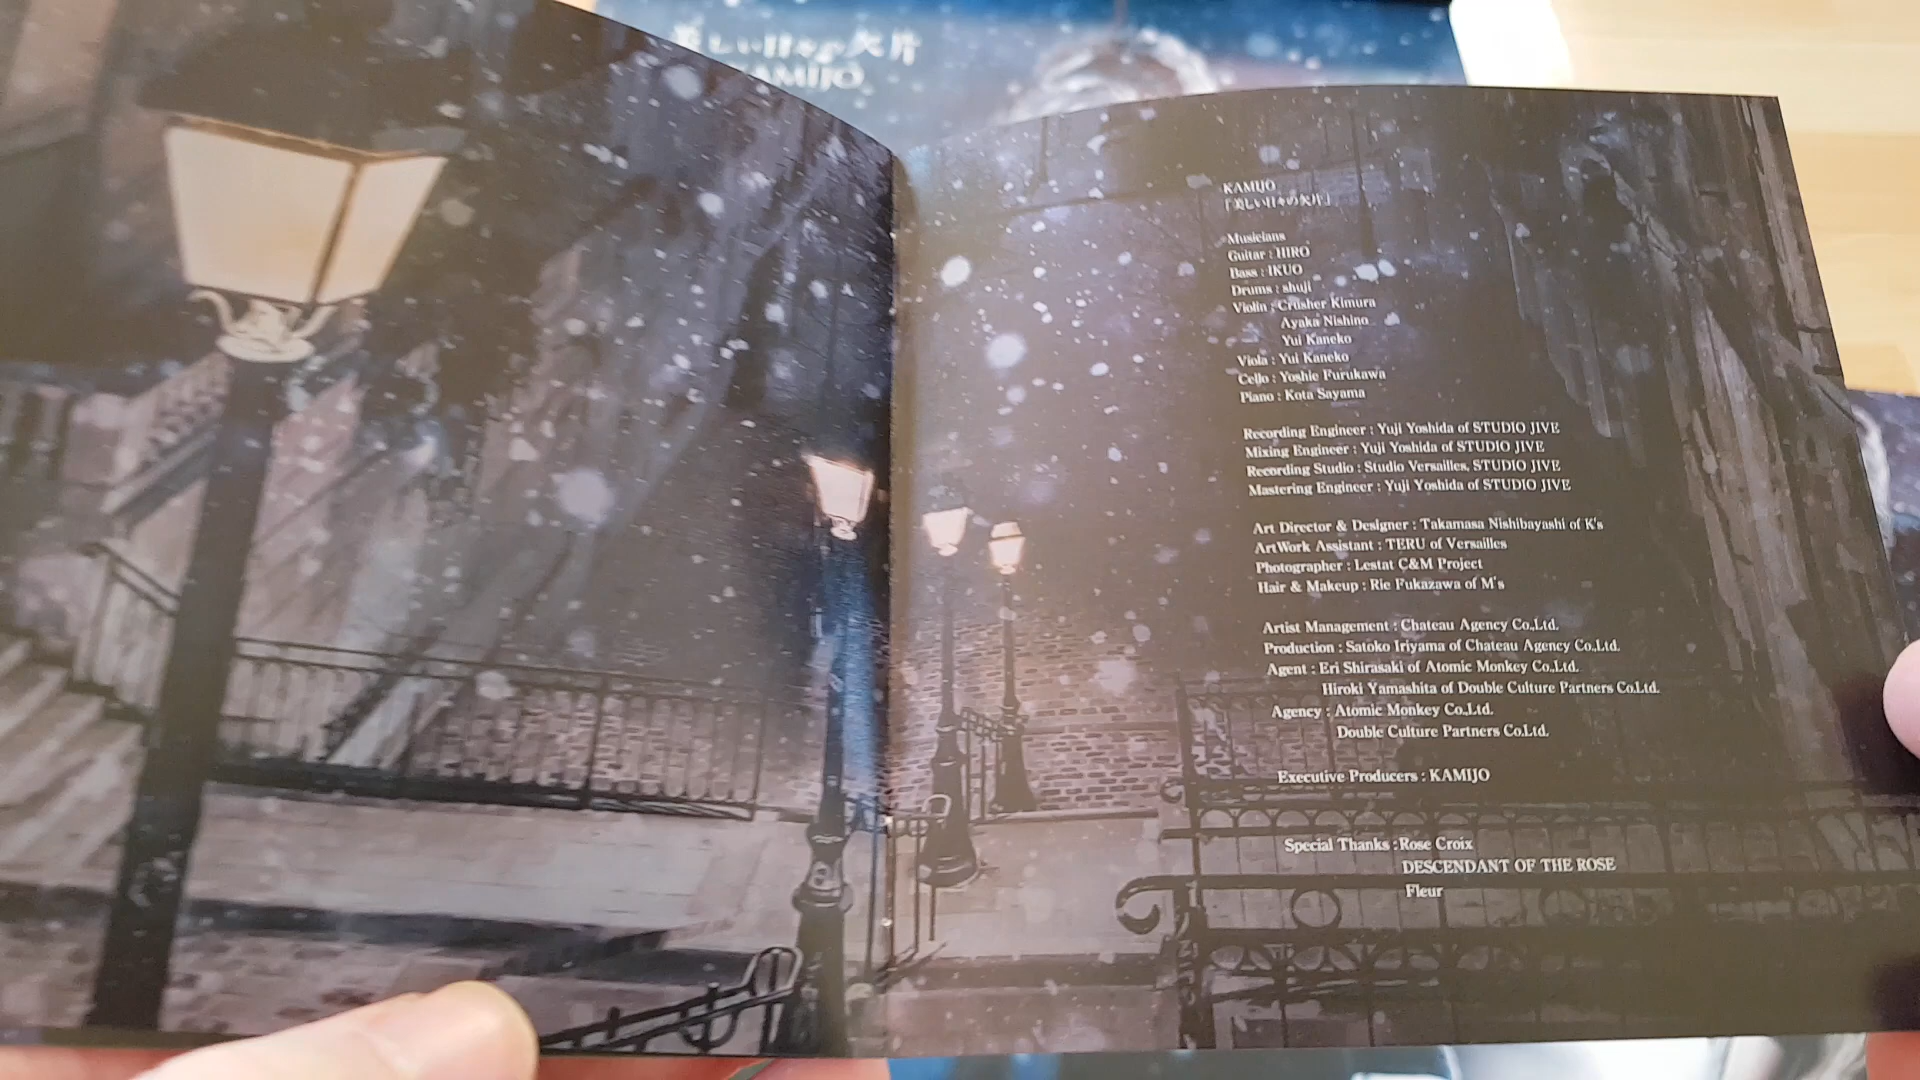 美しい日々の欠片
KAMIJO
KAMIJO
「美しい日々の欠片」
Musicians
Guitar : HIRO
Bass : IKUO
Drums : shuji
Violin : Crusher Kimura
Ayaka Nishino
Yui Kaneko
Viola : Yui Kaneko
Cello : Yoshie Furukawa
Piano : Kota Sayama
Recording Engineer : Yuji Yoshida of STUDIO JIVE
Mixing Engineer : Yuji Yoshida of STUDIO JIVE
Recording Studio : Studio Versailles, STUDIO JIVE
Mastering Engineer : Yuji Yoshida of STUDIO JIVE
Art Director & Designer : Takamasa Nishibayashi of K's
ArtWork Assistant : TERU of Versailles
Photographer : Lestat C&M Project
Hair & Makeup : Rie Fukazawa of M's
Artist Management : Chateau Agency Co.,Ltd.
Production : Satoko Iriyama of Chateau Agency Co.,Ltd.
Agent : Eri Shirasaki of Atomic Monkey Co.,Ltd.
Hiroki Yamashita of Double Culture Partners Co.Ltd.
Agency : Atomic Monkey Co.,Ltd.
Double Culture Partners Co.Ltd.
Executive Producers : KAMIJO
Special Thanks : Rose Croix
DESCENDANT OF THE ROSE
Fleur